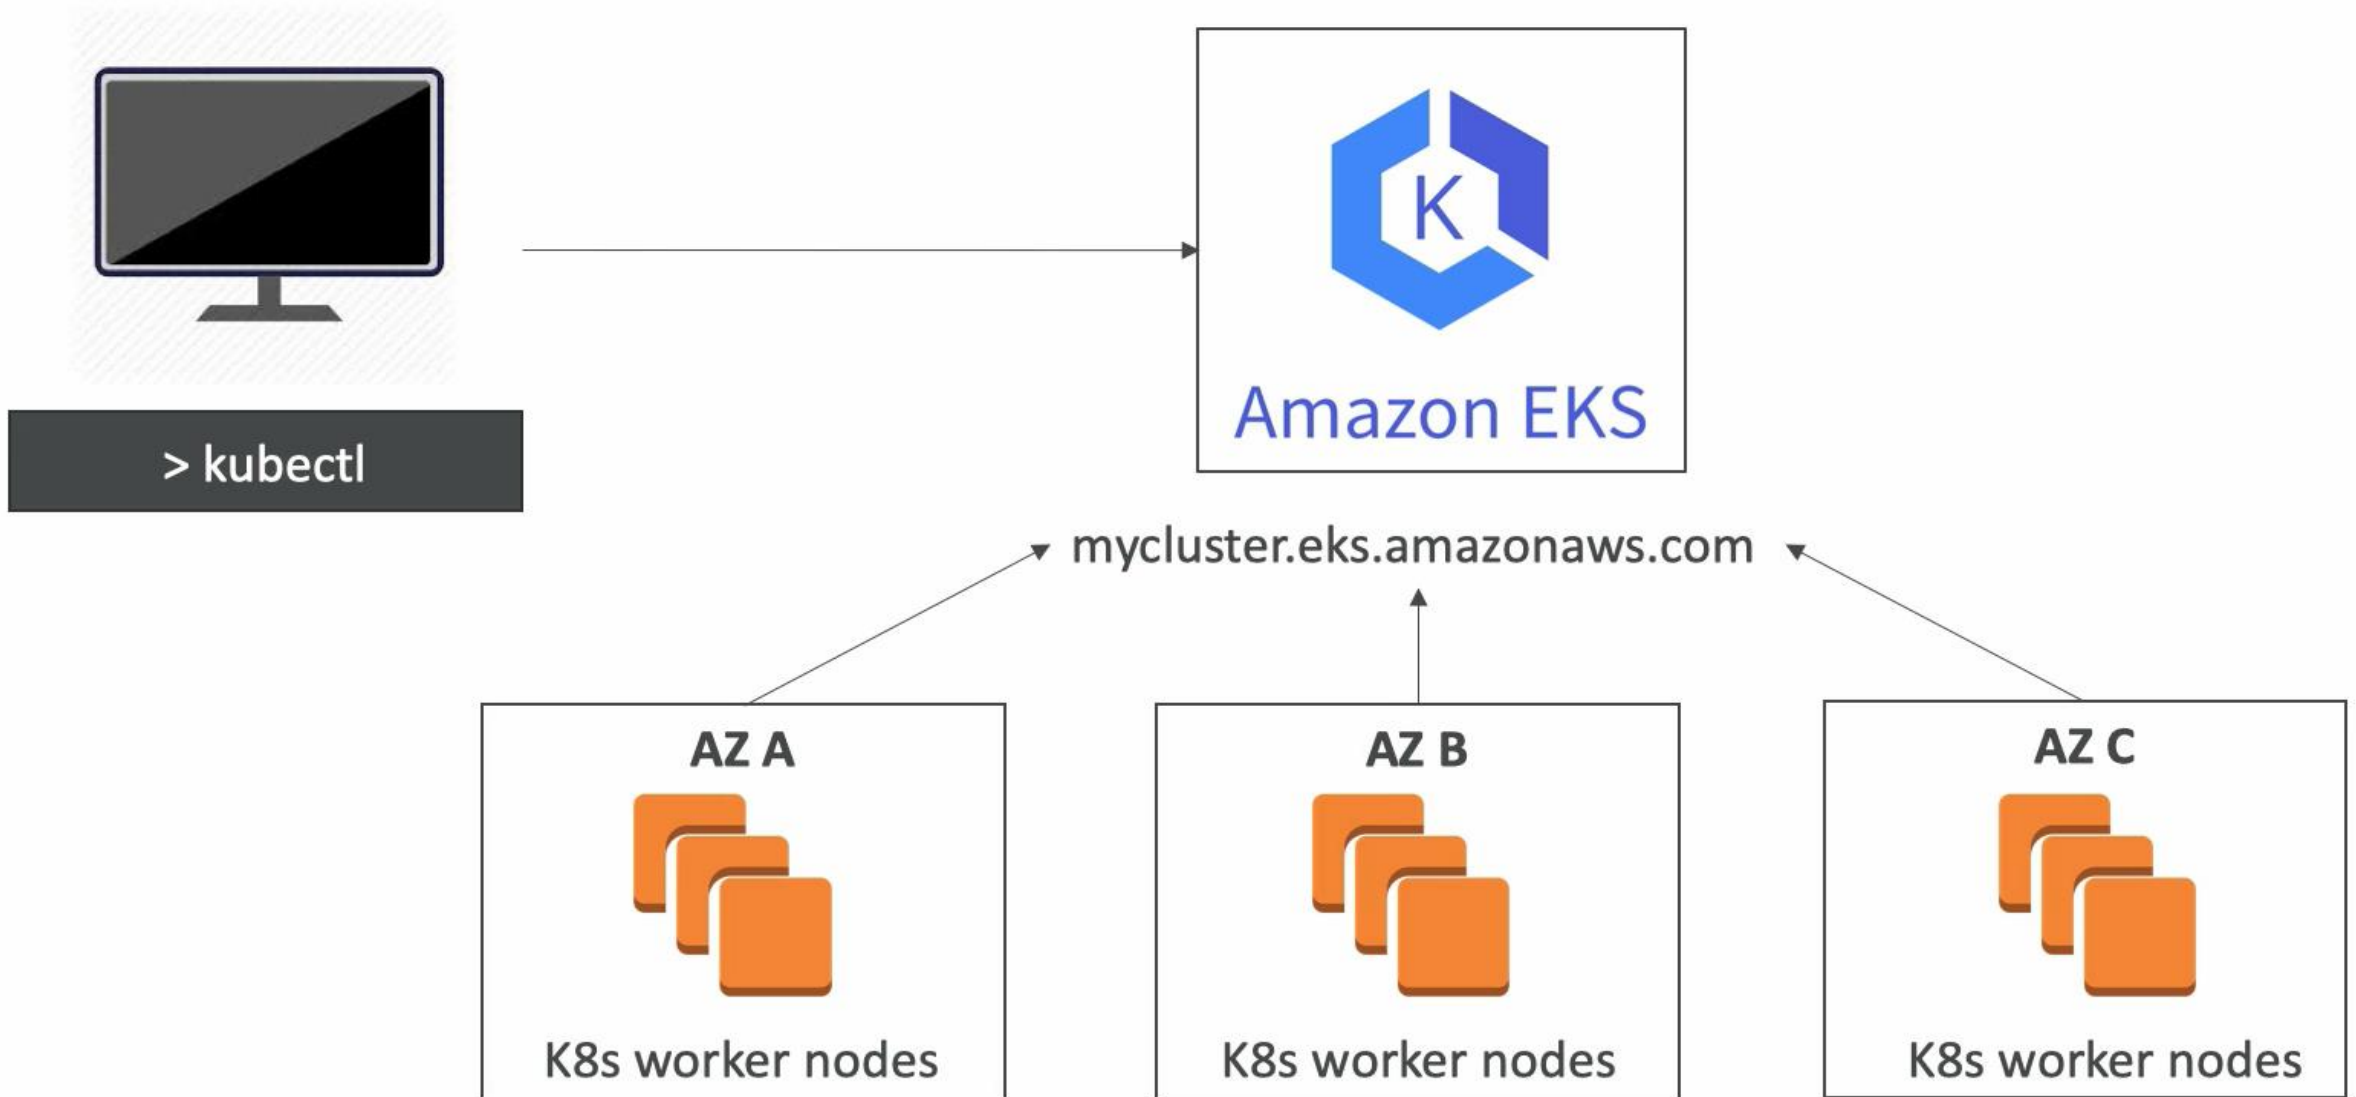 > kubectl
K
Amazon EKS
mycluster.eks.amazonaws.com
AZ A
K8s worker nodes
AZ B
K8s worker nodes
AZ C
K8s worker nodes